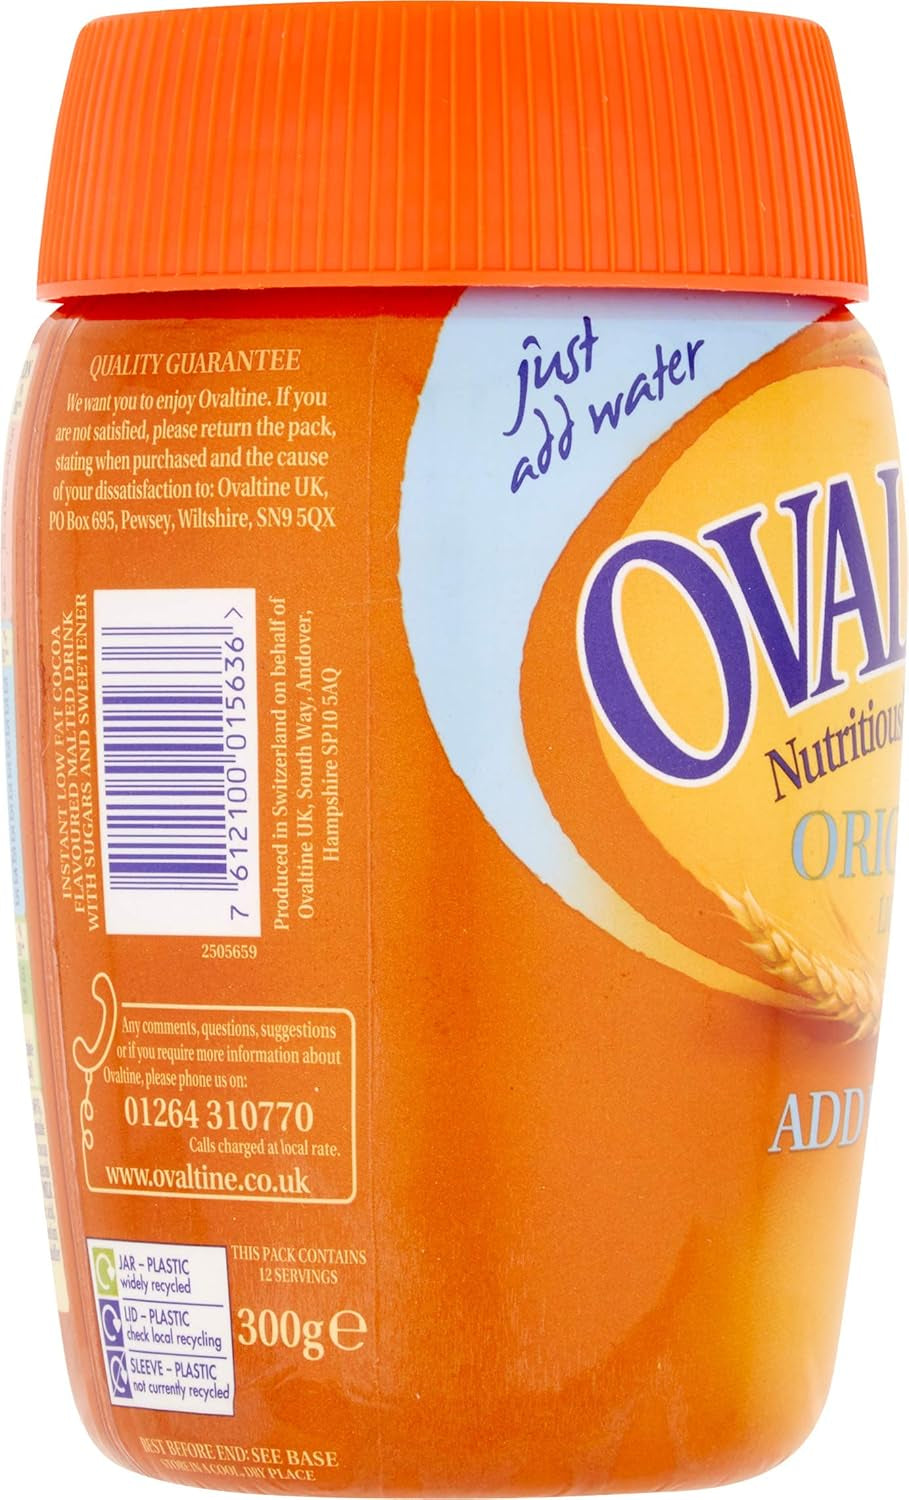 QUALITY GUARANTEE
We want you to enjoy Ovaltine. If you
are not satisfied, please return the pack,
stating when purchased and the cause
of your dissatisfaction to: Ovaltine UK,
PO Box 695, Pewsey, Wiltshire, SN9 5QX
INSTANT LOW FAT COCOA
FLAVOURED MALTED DRINK
WITH SUGARS AND SWEETENER
7 612100 015636 >
Produced in Switzerland on behalf of
Ovaltine UK, South Way, Andover,
Hampshire SP10 5AQ
2505659
Any comments, questions, suggestions
or if you require more information about
Ovaltine, please phone us on:
01264 310770
Calls charged at local rate.
www.ovaltine.co.uk
JAR – PLASTIC
widely recycled
LID – PLASTIC
check local recycling
SLEEVE – PLASTIC
not currently recycled
THIS PACK CONTAINS
12 SERVINGS
300g e
BEST BEFORE END: SEE BASE
STORE IN A COOL, DRY PLACE
just
add water
OVAL
Nutritious
ORIG
ADD